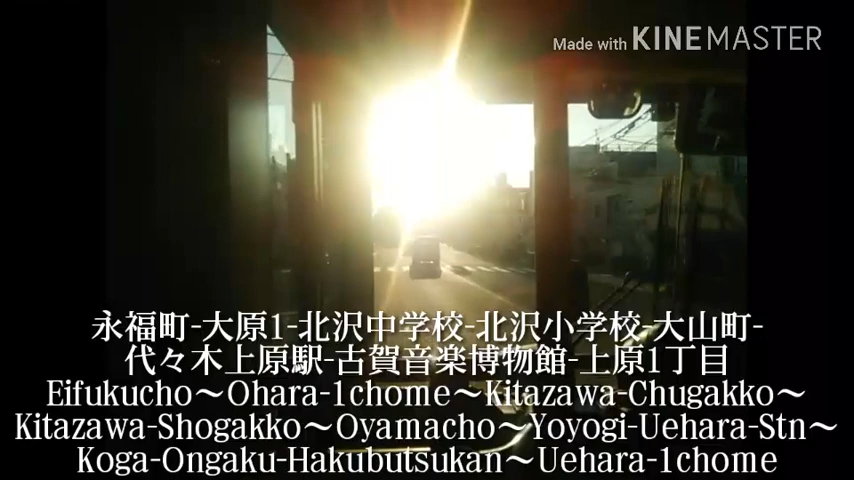 Made with KINEMASTER
永福町-大原1-北沢中学校-北沢小学校-大山町-
代々木上原駅-古賀音楽博物館-上原1丁目
Eifukucho～Ohara-1chome～Kitazawa-Chugakko～
Kitazawa-Shogakko～Oyamacho～Yoyogi-Uehara-Stn～
Koga-Ongaku-Hakubutsukan～Uehara-1chome